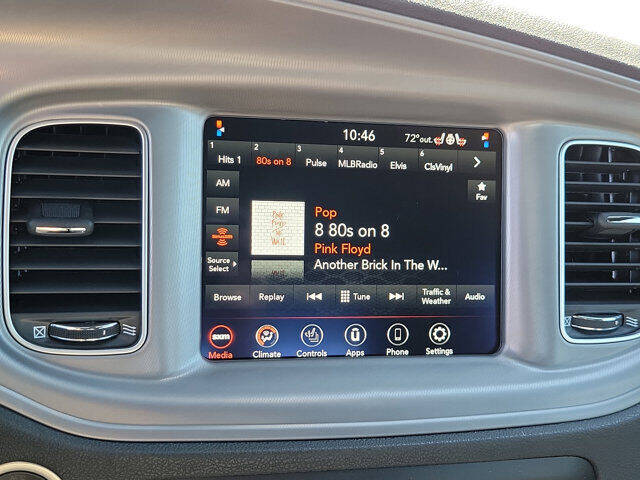 10:46
72°out.
1 2 3 4 5 6
Hits 1 80s on 8 Pulse MLBRadio Elvis ClsVinyl
AM
FM
SiriusXM
Source
Select
Fav
Pop
8 80s on 8
Pink Floyd
Another Brick In The W...
Browse Replay Tune Traffic &
Weather Audio
sxm
Media Climate Controls Apps Phone Settings